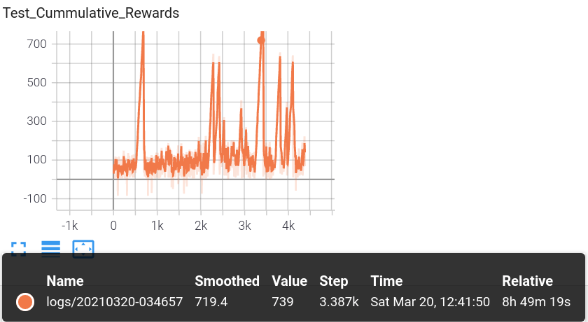 Test_Cummulative_Rewards
700
500
300
100
-100
-1k 0 1k 2k 3k 4k
Name Smoothed Value Step Time Relative
logs/20210320-034657 719.4 739 3.387k Sat Mar 20, 12:41:50 8h 49m 19s